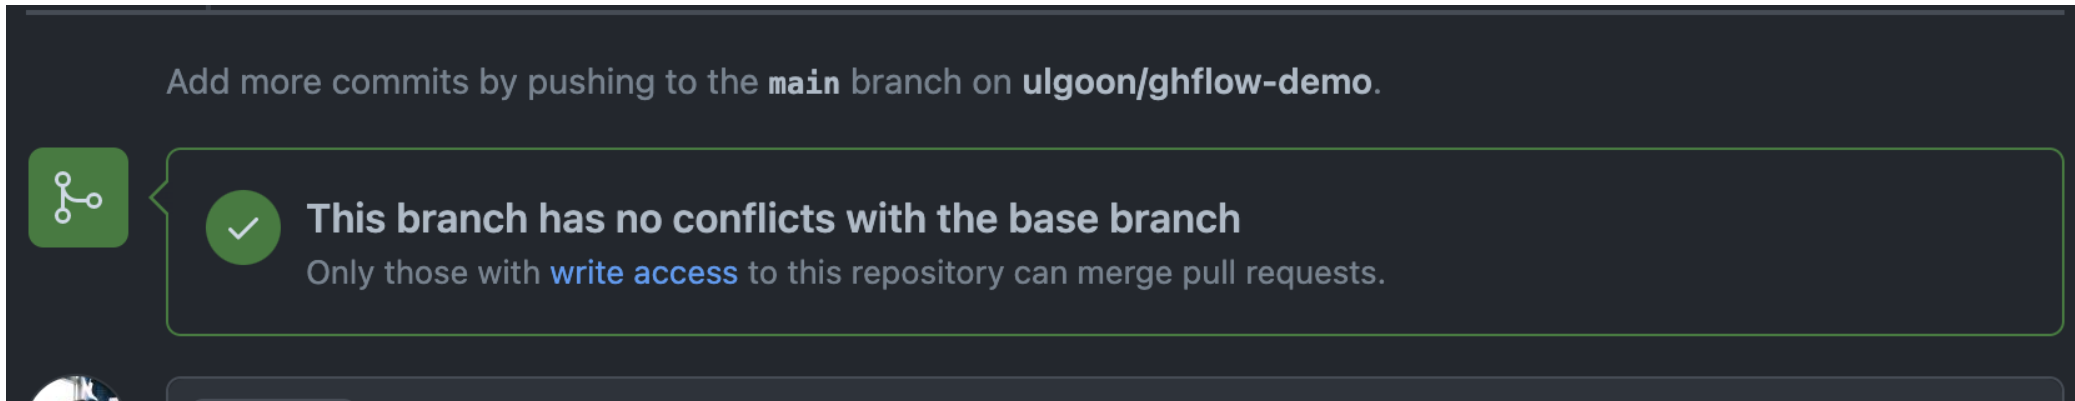 Add more commits by pushing to the main branch on ulgoon/ghflow-demo.
This branch has no conflicts with the base branch
Only those with write access to this repository can merge pull requests.